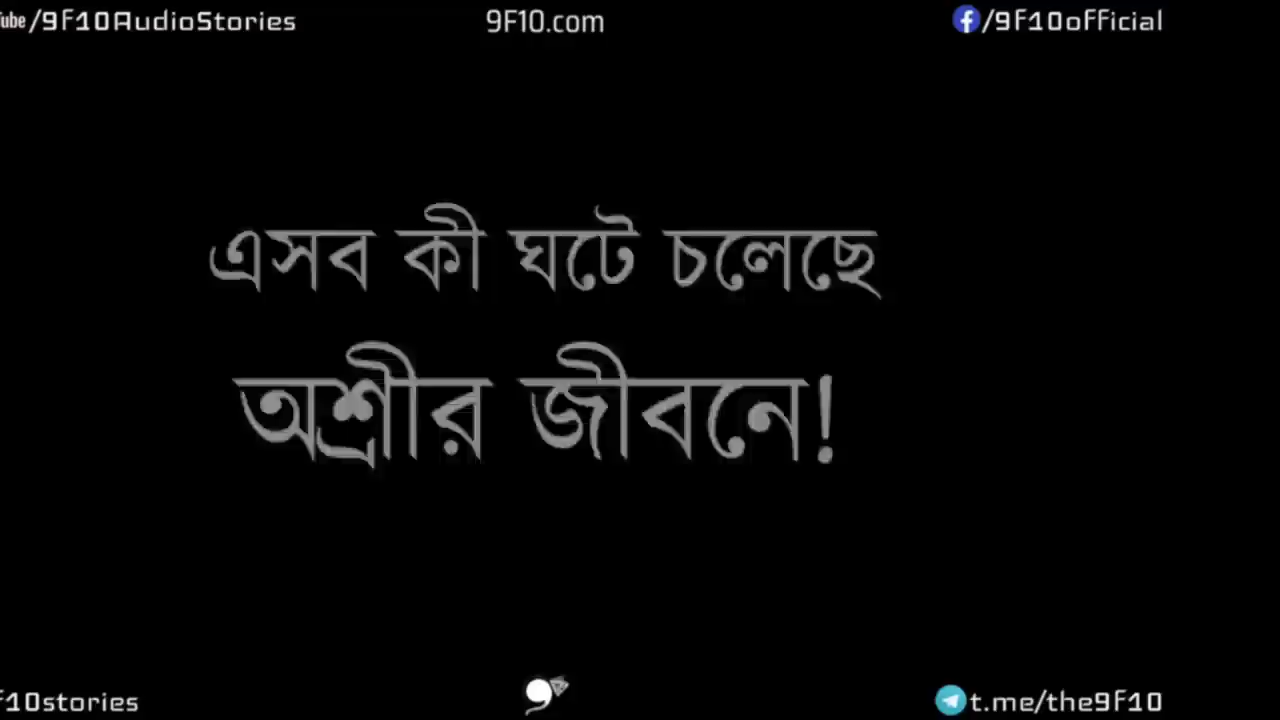 ube/9F10AudioStories
9F10.com
/9F10official
এসব কী ঘটে চলেছে
অশ্রীর জীবনে!
f10stories
t.me/the9F10